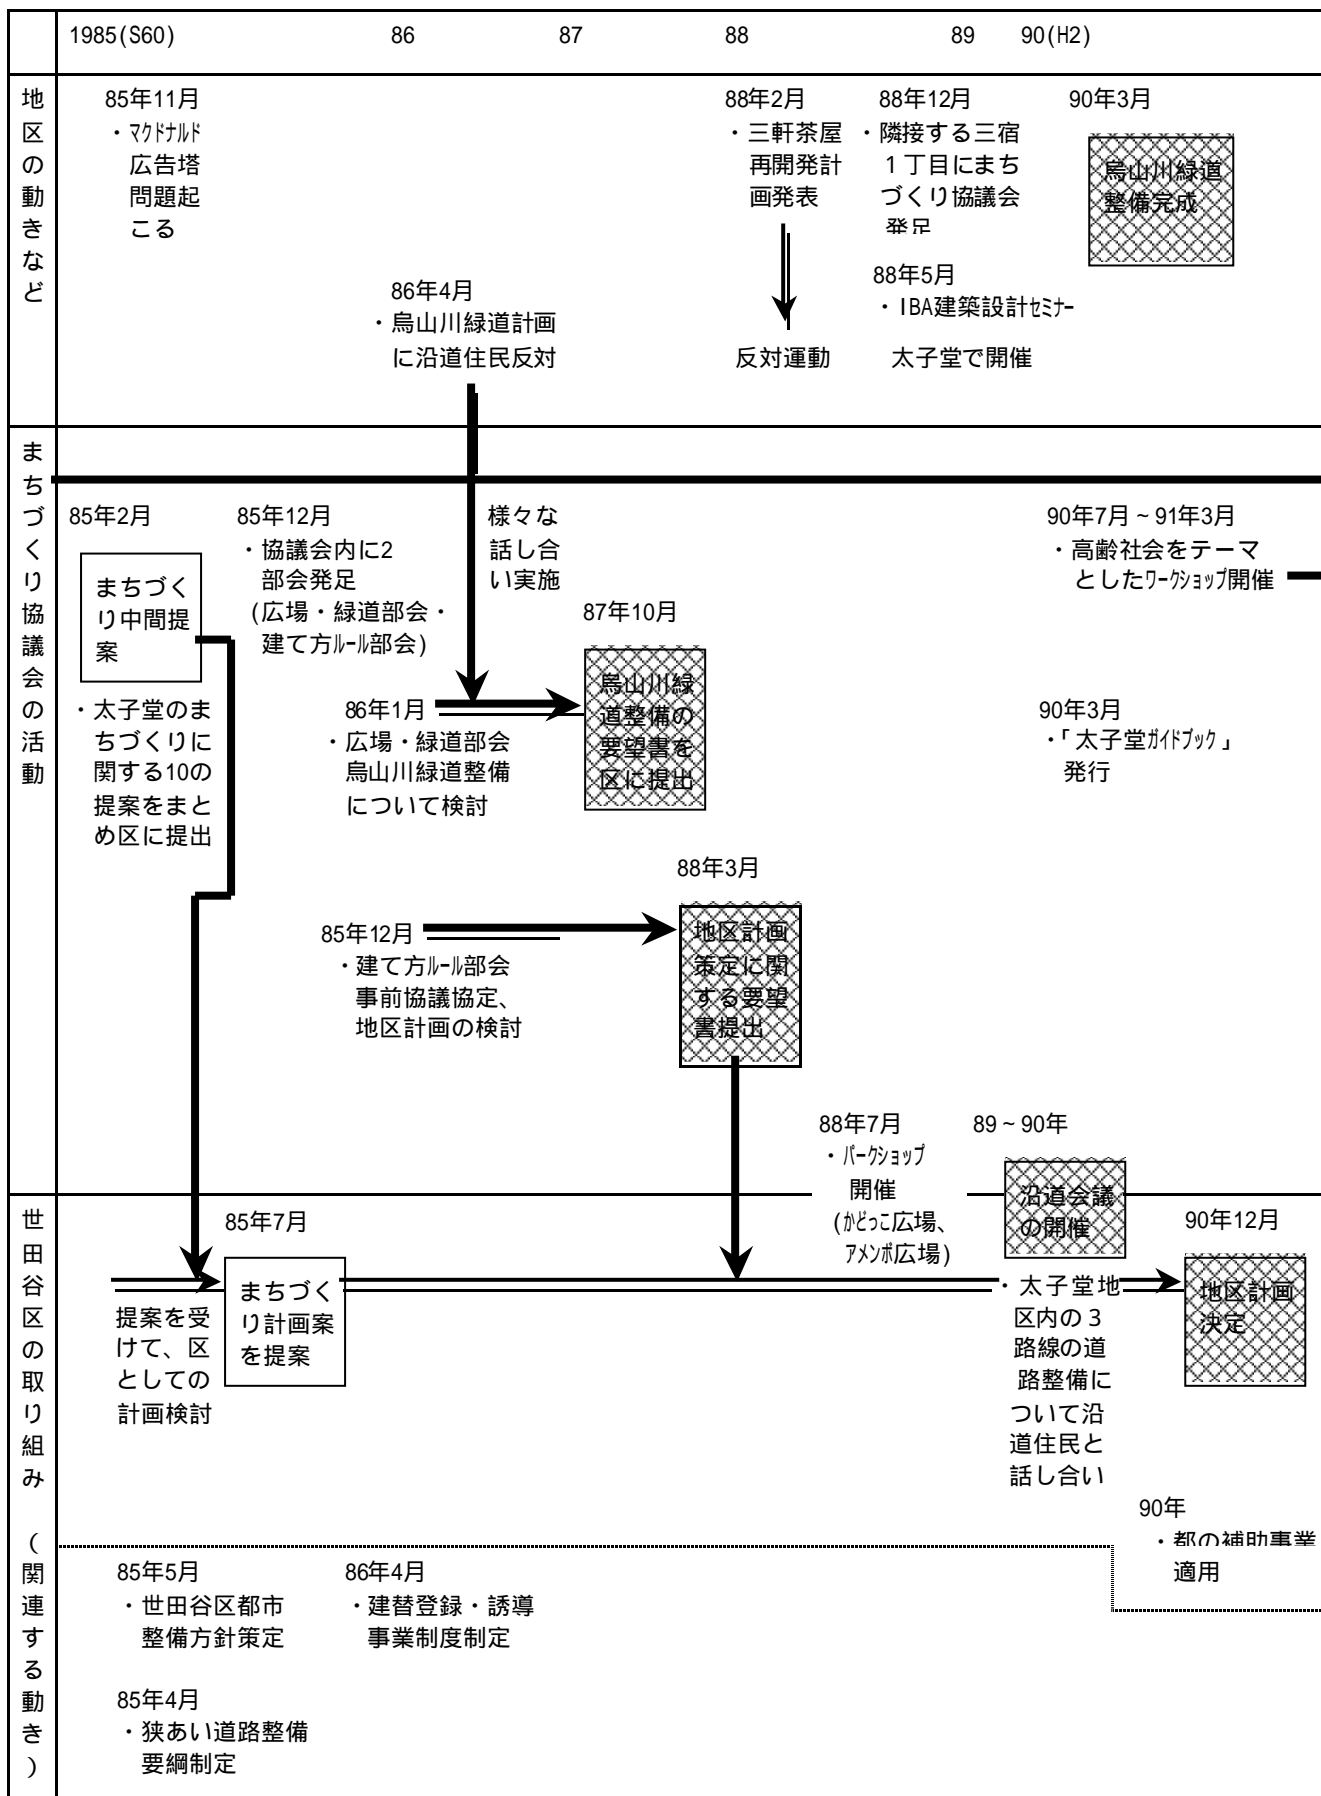 1985(S60) 86 87 88 89 90(H2)
地区の動きなど
85年11月
・マクドナルド
広告塔
問題起
こる
86年4月
・烏山川緑道計画
に沿道住民反対
88年2月
・三軒茶屋
再開発計
画発表
反対運動
88年12月
・隣接する三宿
1丁目にまち
づくり協議会
発足
88年5月
・IBA建築設計セミナー
太子堂で開催
90年3月
烏山川緑道
整備完成
まちづくり協議会の活動
85年2月
まちづく
り中間提
案
・太子堂のま
ちづくりに
関する10の
提案をまと
め区に提出
85年12月
・協議会内に2
部会発足
(広場・緑道部会・
建て方ルール部会)
様々な
話し合
い実施
86年1月
・広場・緑道部会
烏山川緑道整備
について検討
87年10月
烏山川緑
道整備の
要望書を
区に提出
90年7月~91年3月
・高齢社会をテーマ
としたワークショップ開催
90年3月
・「太子堂ガイドブック」
発行
85年12月
・建て方ルール部会
事前協議協定、
地区計画の検討
88年3月
地区計画
策定に関
する要望
書提出
88年7月
・パークショップ
開催
(かどっこ広場、
アメンボ広場)
89~90年
沿道会議
の開催
・太子堂地
区内の3
路線の道
路整備に
ついて沿
道住民と
話し合い
世田谷区の取り組み
(関連する動き)
提案を受
けて、区
としての
計画検討
85年7月
まちづく
り計画案
を提案
90年12月
地区計画
決定
90年
・都の補助事業
適用
85年5月
・世田谷区都市
整備方針策定
86年4月
・建替登録・誘導
事業制度制定
85年4月
・狭あい道路整備
要綱制定